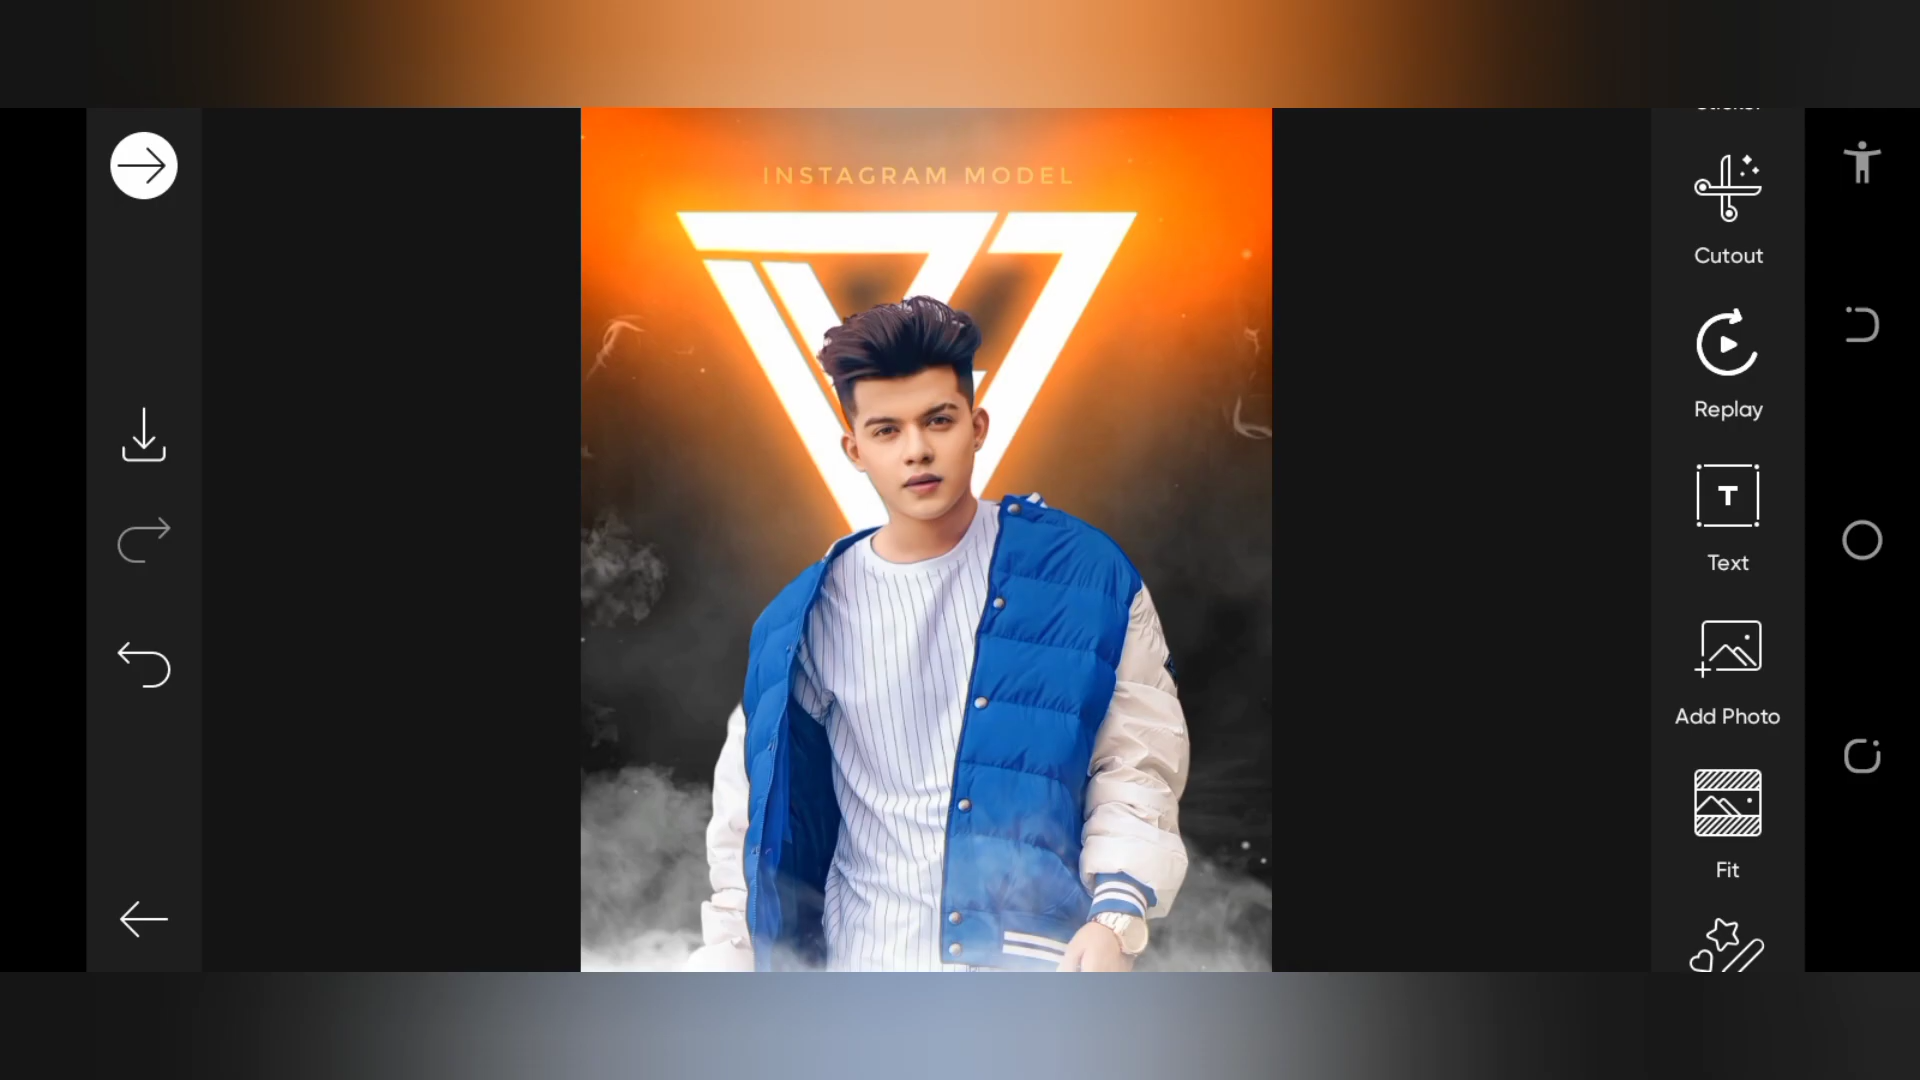 INSTAGRAM MODEL
Cutout
Replay
T
Text
Add Photo
Fit